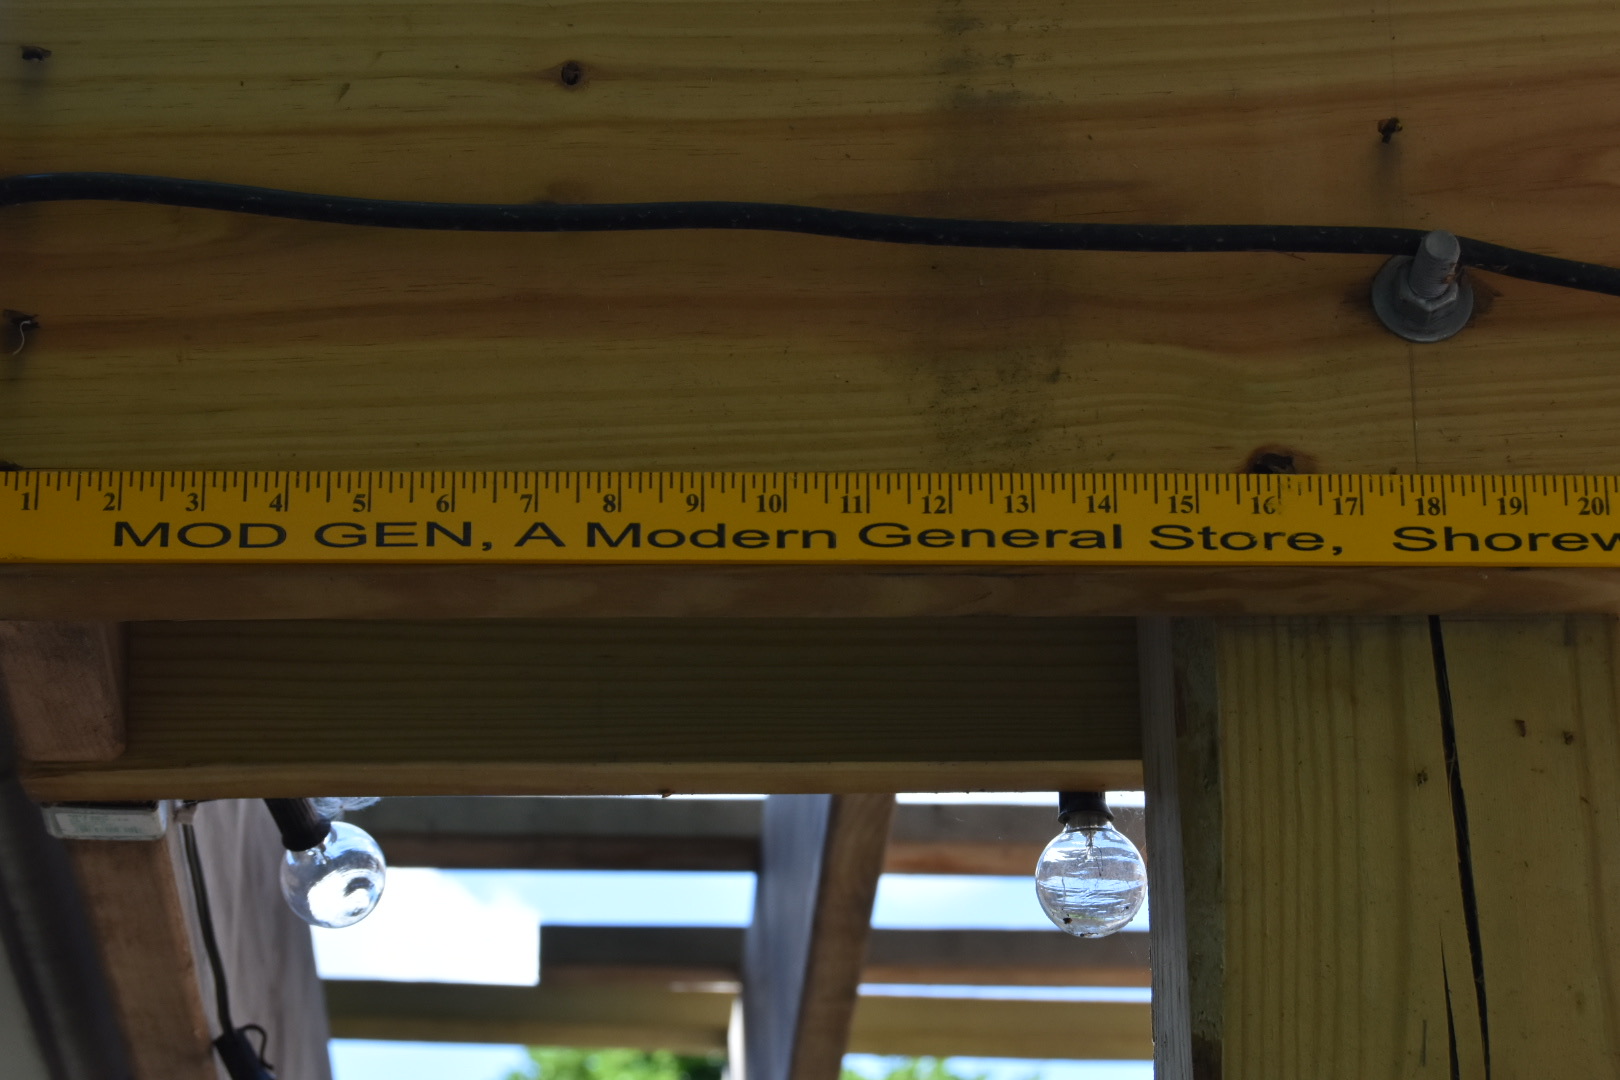 1 2 3 4 5 6 7 8 9 10 11 12 13 14 15 16 17 18 19 20
MOD GEN, A Modern General Store, Shorew